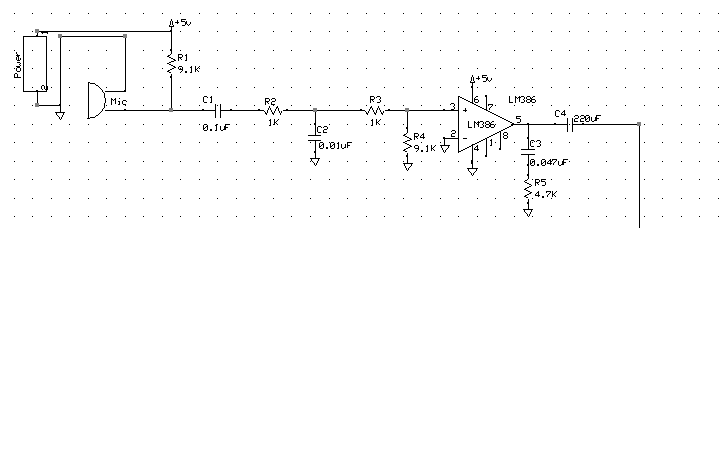 +5v
1
Power
2
R1
9.1K
Mic
C1
0.1uF
R2
1K
C2
0.01uF
R3
1K
R4
9.1K
+5v
LM386
6
7
3
LM386
5
2
8
1
4
C4
220uF
C3
0.047uF
R5
4.7K